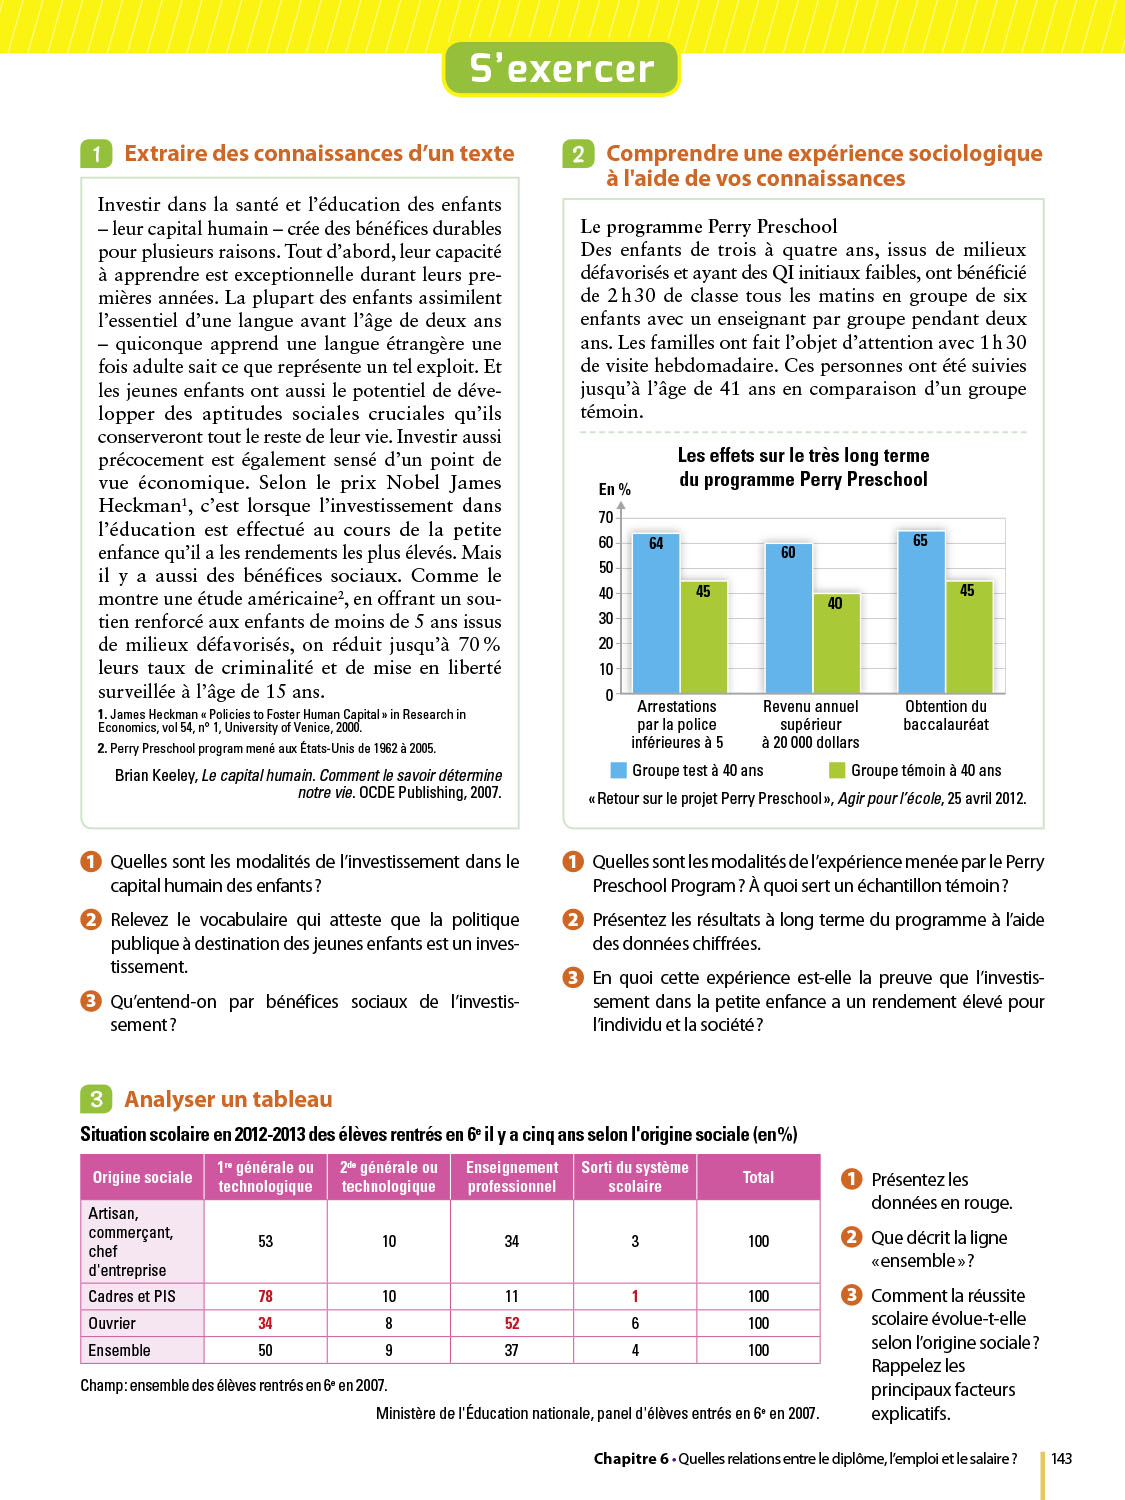 S'exercer
1 Extraire des connaissances d'un texte
Investir dans la santé et l'éducation des enfants
– leur capital humain – crée des bénéfices durables
pour plusieurs raisons. Tout d'abord, leur capacité
à apprendre est exceptionnelle durant leurs pre-
mières années. La plupart des enfants assimilent
l'essentiel d'une langue avant l'âge de deux ans
– quiconque apprend une langue étrangère une
fois adulte sait ce que représente un tel exploit. Et
les jeunes enfants ont aussi le potentiel de déve-
lopper des aptitudes sociales cruciales qu'ils
conserveront tout le reste de leur vie. Investir aussi
précocement est également sensé d'un point de
vue économique. Selon le prix Nobel James
Heckman¹, c'est lorsque l'investissement dans
l'éducation est effectué au cours de la petite
enfance qu'il a les rendements les plus élevés. Mais
il y a aussi des bénéfices sociaux. Comme le
montre une étude américaine², en offrant un sou-
tien renforcé aux enfants de moins de 5 ans issus
de milieux défavorisés, on réduit jusqu'à 70 %
leurs taux de criminalité et de mise en liberté
surveillée à l'âge de 15 ans.
1. James Heckman « Policies to Foster Human Capital » in Research in
Economics, vol 54, n° 1, University of Venice, 2000.
2. Perry Preschool program mené aux États-Unis de 1962 à 2005.
Brian Keeley, Le capital humain. Comment le savoir détermine
notre vie. OCDE Publishing, 2007.
1 Quelles sont les modalités de l'investissement dans le
capital humain des enfants ?
2 Relevez le vocabulaire qui atteste que la politique
publique à destination des jeunes enfants est un inves-
tissement.
3 Qu'entend-on par bénéfices sociaux de l'investis-
sement ?
2 Comprendre une expérience sociologique
à l'aide de vos connaissances
Le programme Perry Preschool
Des enfants de trois à quatre ans, issus de milieux
défavorisés et ayant des QI initiaux faibles, ont bénéficié
de 2 h 30 de classe tous les matins en groupe de six
enfants avec un enseignant par groupe pendant deux
ans. Les familles ont fait l'objet d'attention avec 1 h 30
de visite hebdomadaire. Ces personnes ont été suivies
jusqu'à l'âge de 41 ans en comparaison d'un groupe
témoin.
Les effets sur le très long terme
du programme Perry Preschool
En %
70
60
50
40
30
20
10
0
64
45
60
40
65
45
Arrestations
par la police
inférieures à 5
Revenu annuel
supérieur
à 20 000 dollars
Obtention du
baccalauréat
Groupe test à 40 ans
Groupe témoin à 40 ans
« Retour sur le projet Perry Preschool », Agir pour l'école, 25 avril 2012.
1 Quelles sont les modalités de l'expérience menée par le Perry
Preschool Program ? À quoi sert un échantillon témoin ?
2 Présentez les résultats à long terme du programme à l'aide
des données chiffrées.
3 En quoi cette expérience est-elle la preuve que l'investis-
sement dans la petite enfance a un rendement élevé pour
l'individu et la société ?
3 Analyser un tableau
Situation scolaire en 2012-2013 des élèves rentrés en 6e il y a cinq ans selon l'origine sociale (en %)
Origine sociale 1re générale ou technologique 2de générale ou technologique Enseignement professionnel Sorti du système scolaire Total
Artisan, commerçant, chef d'entreprise 53 10 34 3 100
Cadres et PIS 78 10 11 1 100
Ouvrier 34 8 52 6 100
Ensemble 50 9 37 4 100
Champ : ensemble des élèves rentrés en 6e en 2007.
Ministère de l'Éducation nationale, panel d'élèves entrés en 6e en 2007.
1 Présentez les
données en rouge.
2 Que décrit la ligne
« ensemble » ?
3 Comment la réussite
scolaire évolue-t-elle
selon l'origine sociale ?
Rappelez les
principaux facteurs
explicatifs.
Chapitre 6 • Quelles relations entre le diplôme, l'emploi et le salaire ? 143